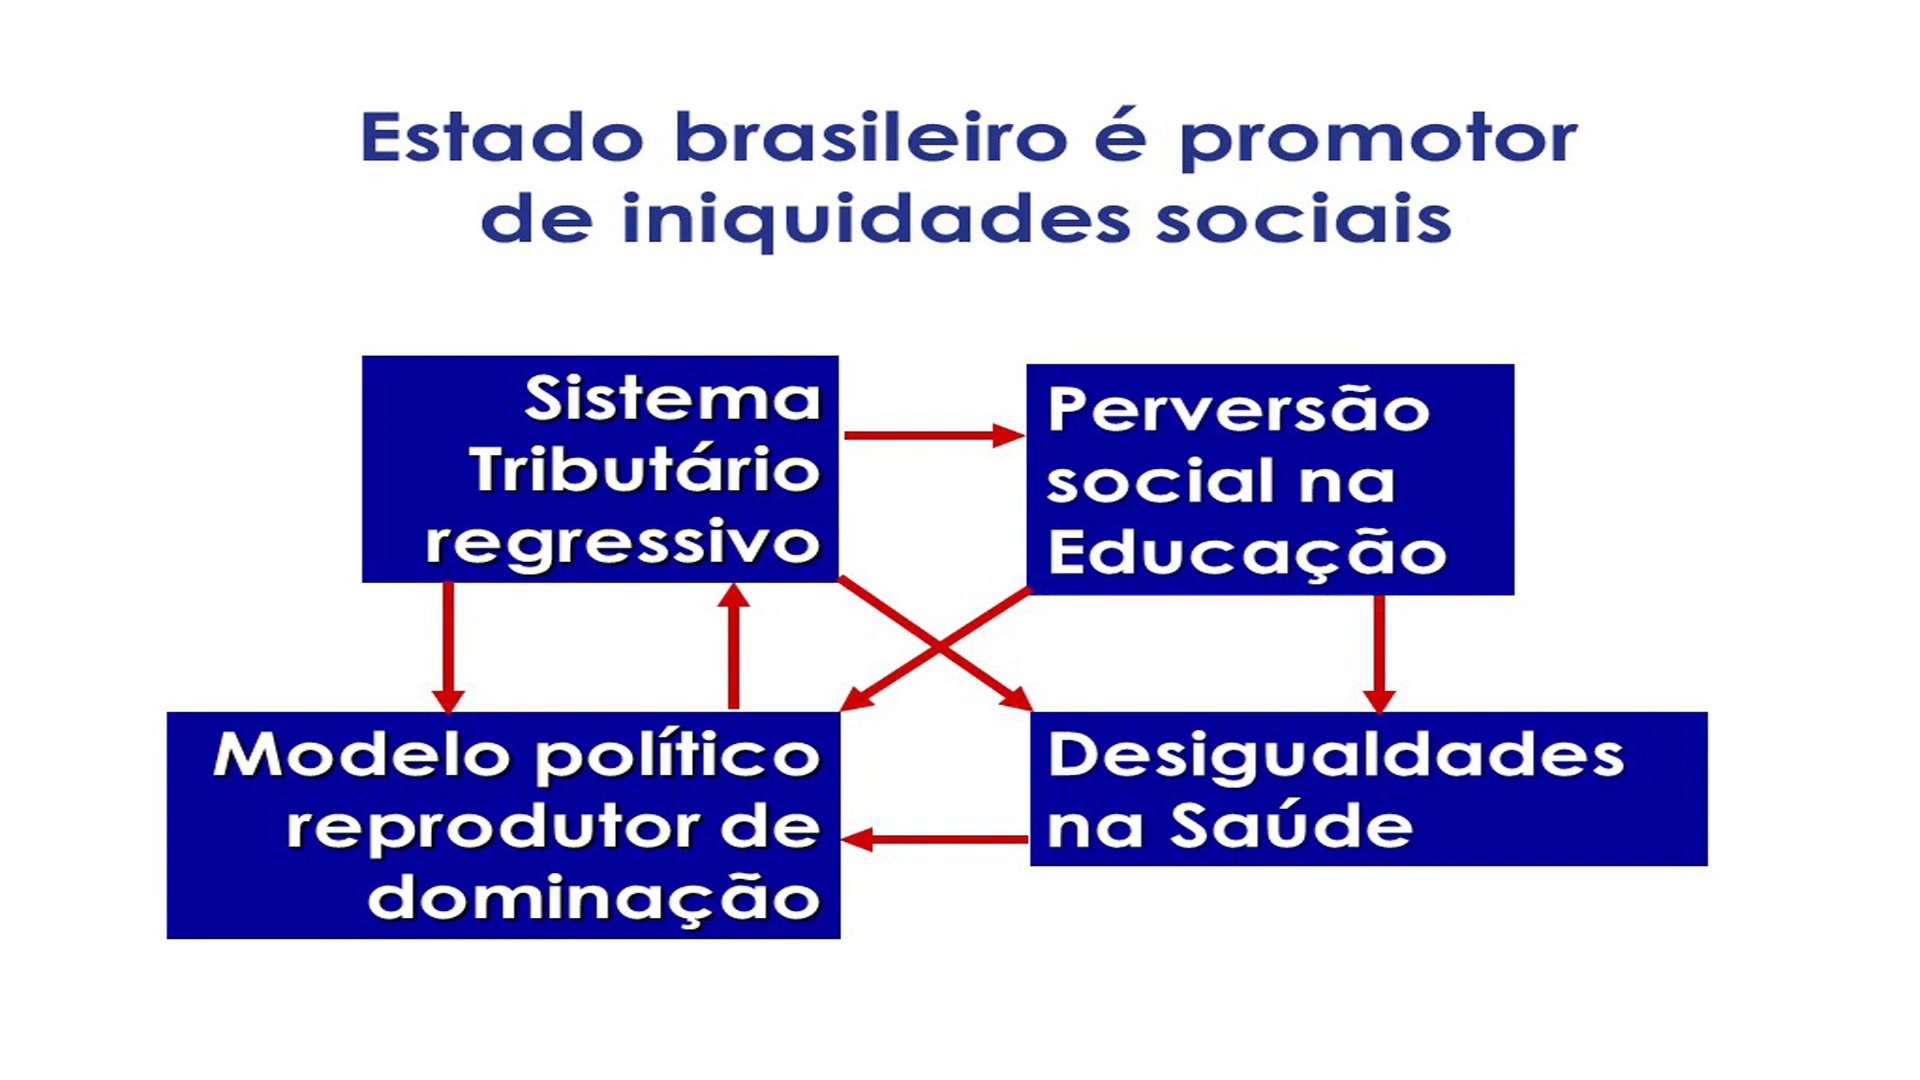 Estado brasileiro é promotor
de iniquidades sociais
Sistema
Tributário
regressivo
Perversão
social na
Educação
Modelo político
reprodutor de
dominação
Desigualdades
na Saúde